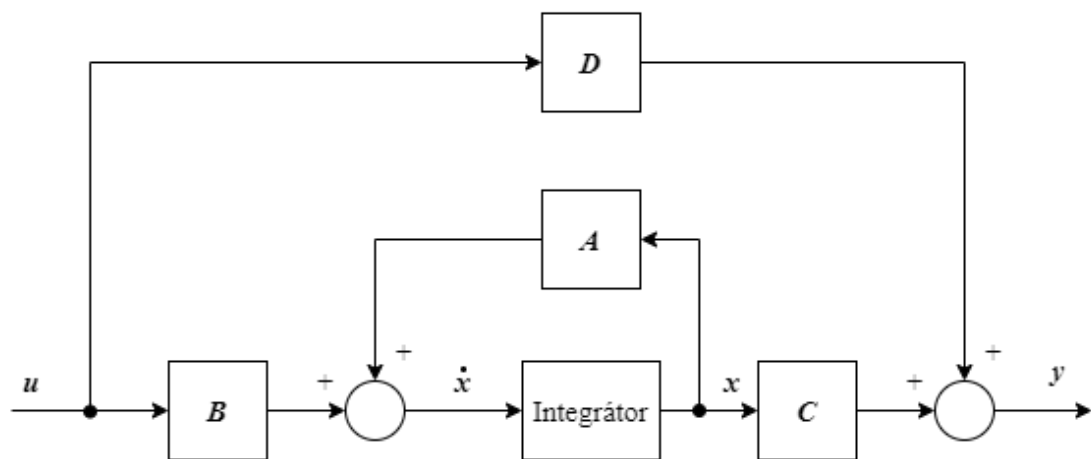 D
A
+
+
u
B
+
ẋ
Integrátor
x
C
+
y